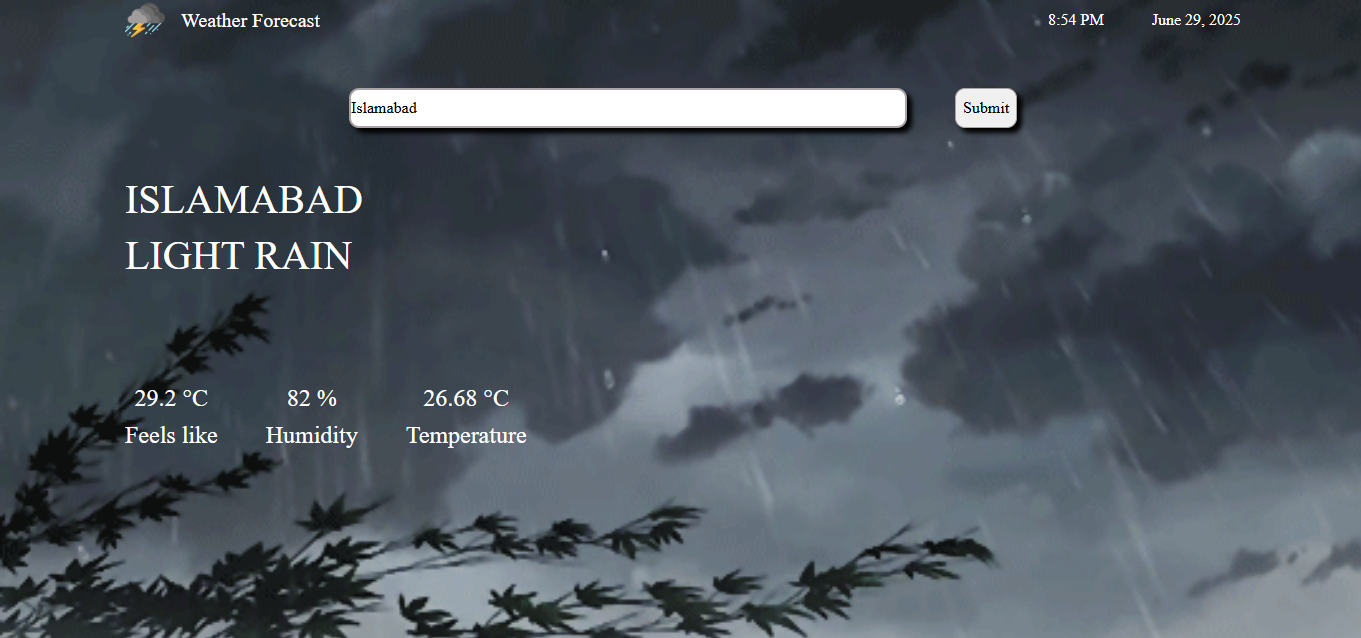 Weather Forecast 8:54 PM June 29, 2025
Islamabad Submit
ISLAMABAD
LIGHT RAIN
29.2 °C 82 % 26.68 °C
Feels like Humidity Temperature